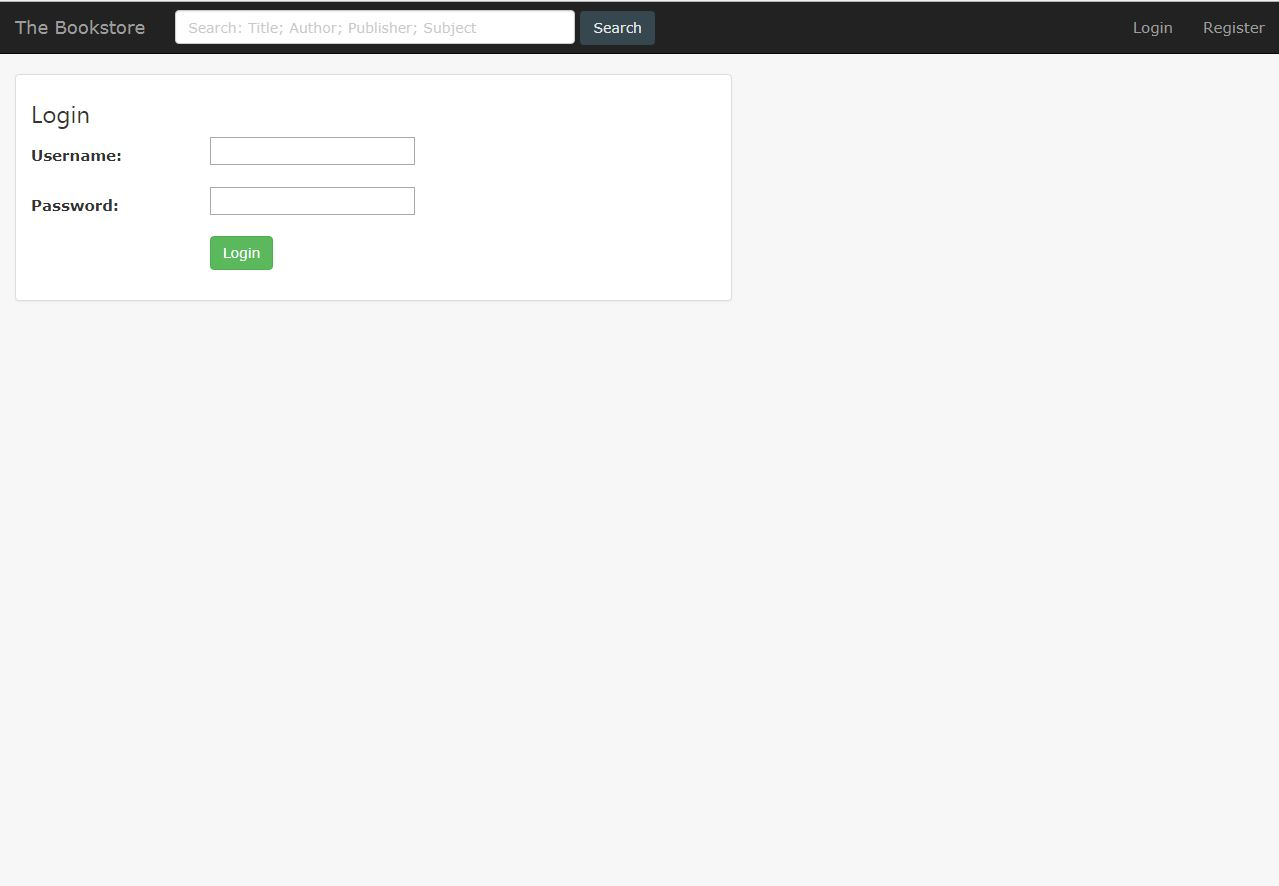 The Bookstore Search: Title; Author; Publisher; Subject Search Login Register
Login
Username:
Password:
Login